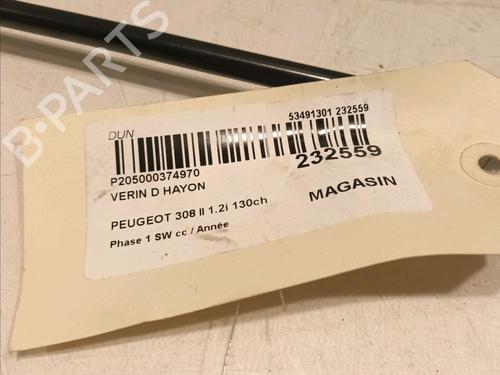 B-PARTS
DUN
53491301 232559
P205000374970
232559
VERIN D HAYON
MAGASIN
PEUGEOT 308 II 1.2i 130ch
Phase 1 SW cc / Année